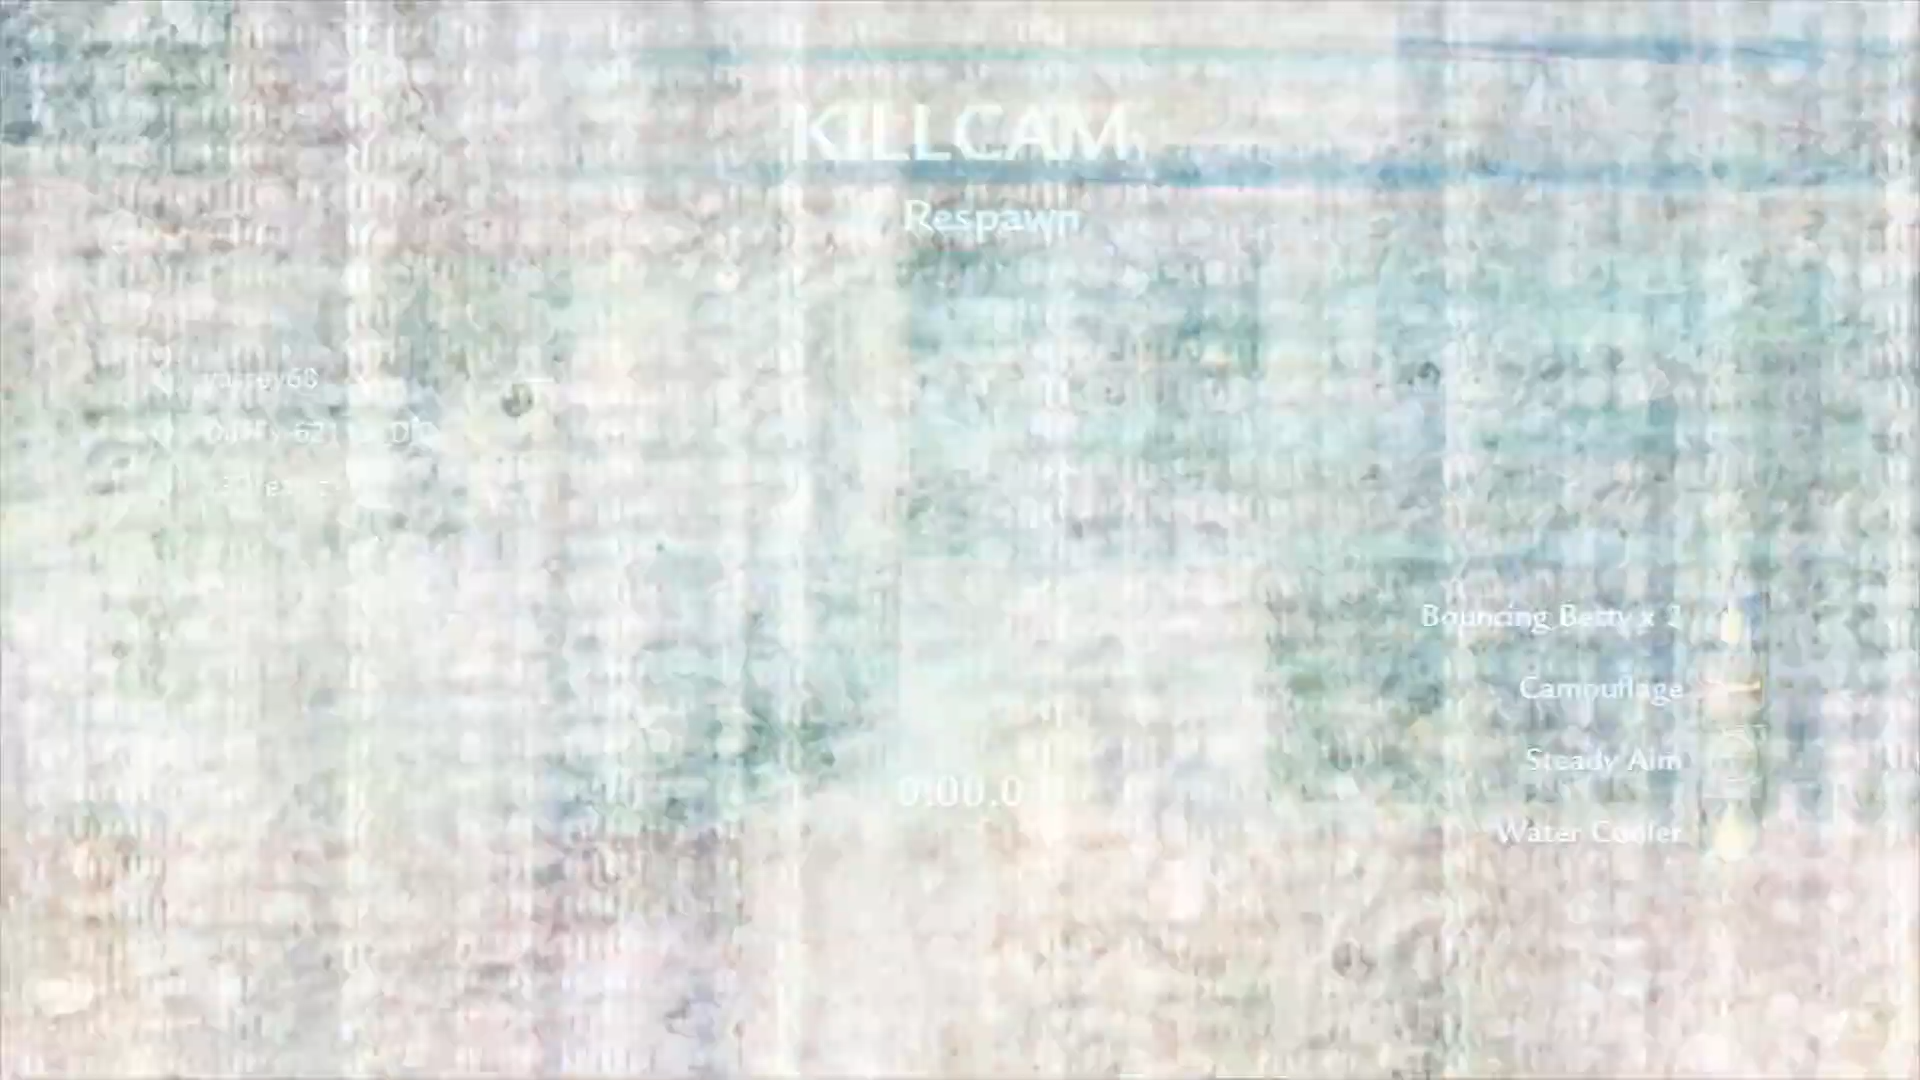 KILLCAM
Respawn
Bouncing Betty x 2
Camouflage
Steady Aim
0:00.0
Water Cooler